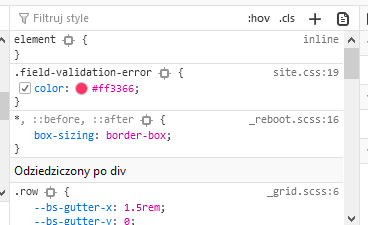 Filtruj style :hov .cls
element { inline
}
.field-validation-error { site.css:19
color: #ff3366;
}
*, ::before, ::after { _reboot.scss:16
box-sizing: border-box;
}
Odziedziczony po div
.row { _grid.scss:6
--bs-gutter-x: 1.5rem;
--bs-gutter-y: 0;